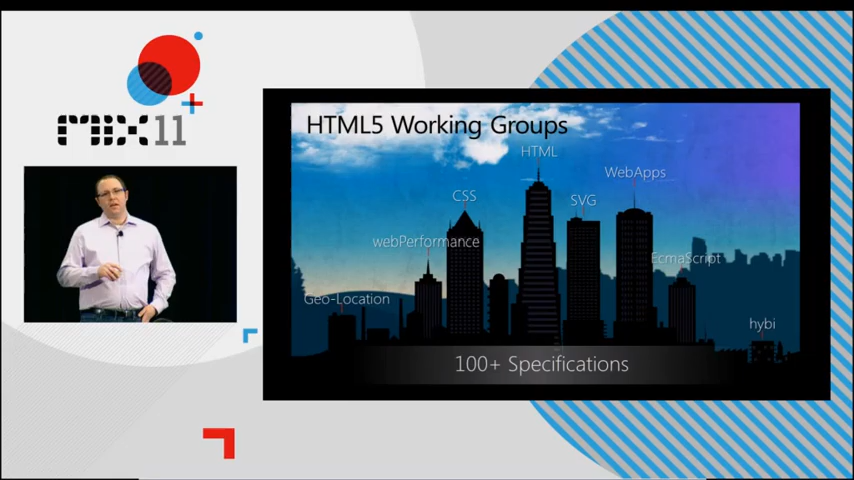 MIX11
HTML5 Working Groups
HTML
WebApps
CSS
SVG
webPerformance
EcmaScript
Geo-Location
hybi
100+ Specifications